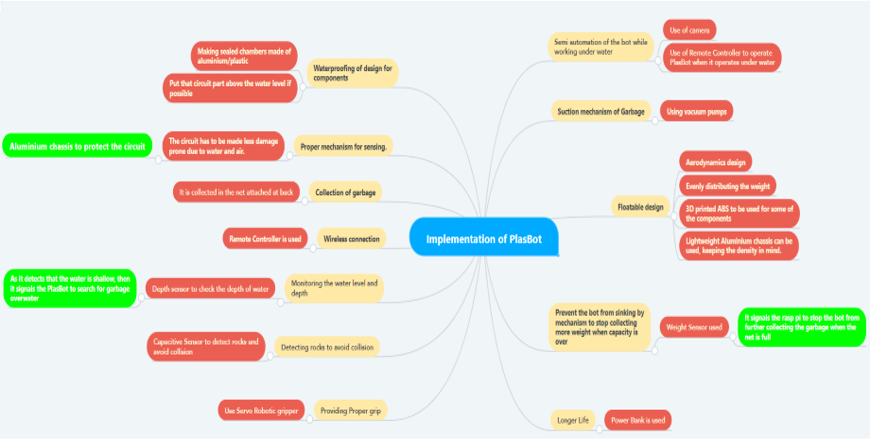 Implementation of PlasBot
Waterproofing of design for
components
Making sealed chambers made of
aluminium/plastic
Put that circuit part above the water level if
possible
Proper mechanism for sensing.
The circuit has to be made less damage
prone due to water and air.
Aluminium chassis to protect the circuit
Collection of garbage
It is collected in the net attached at back
Wireless connection
Remote Controller is used
Monitoring the water level and
depth
Depth sensor to check the depth of water
As it detects that the water is shallow, then
it signals the PlasBot to search for garbage
overwater
Detecting rocks to avoid collision
Capacitive Sensor to detect rocks and
avoid collsion
Providing Proper grip
Use Servo Robotic gripper
Semi automation of the bot while
working under water
Use of camera
Use of Remote Controller to operate
PlasBot when it operates under water
Suction mechanism of Garbage
Using vacuum pumps
Floatable design
Aerodynamics design
Evenly distributing the weight
3D printed ABS to be used for some of
the components
Lightweight Aluminium chassis can be
used, keeping the density in mind.
Prevent the bot from sinking by
mechanism to stop collecting
more weight when capacity is
over
Weight Sensor used
It signals the rasp pi to stop the bot from
further collecting the garbage when the
net is full
Longer Life
Power Bank is used